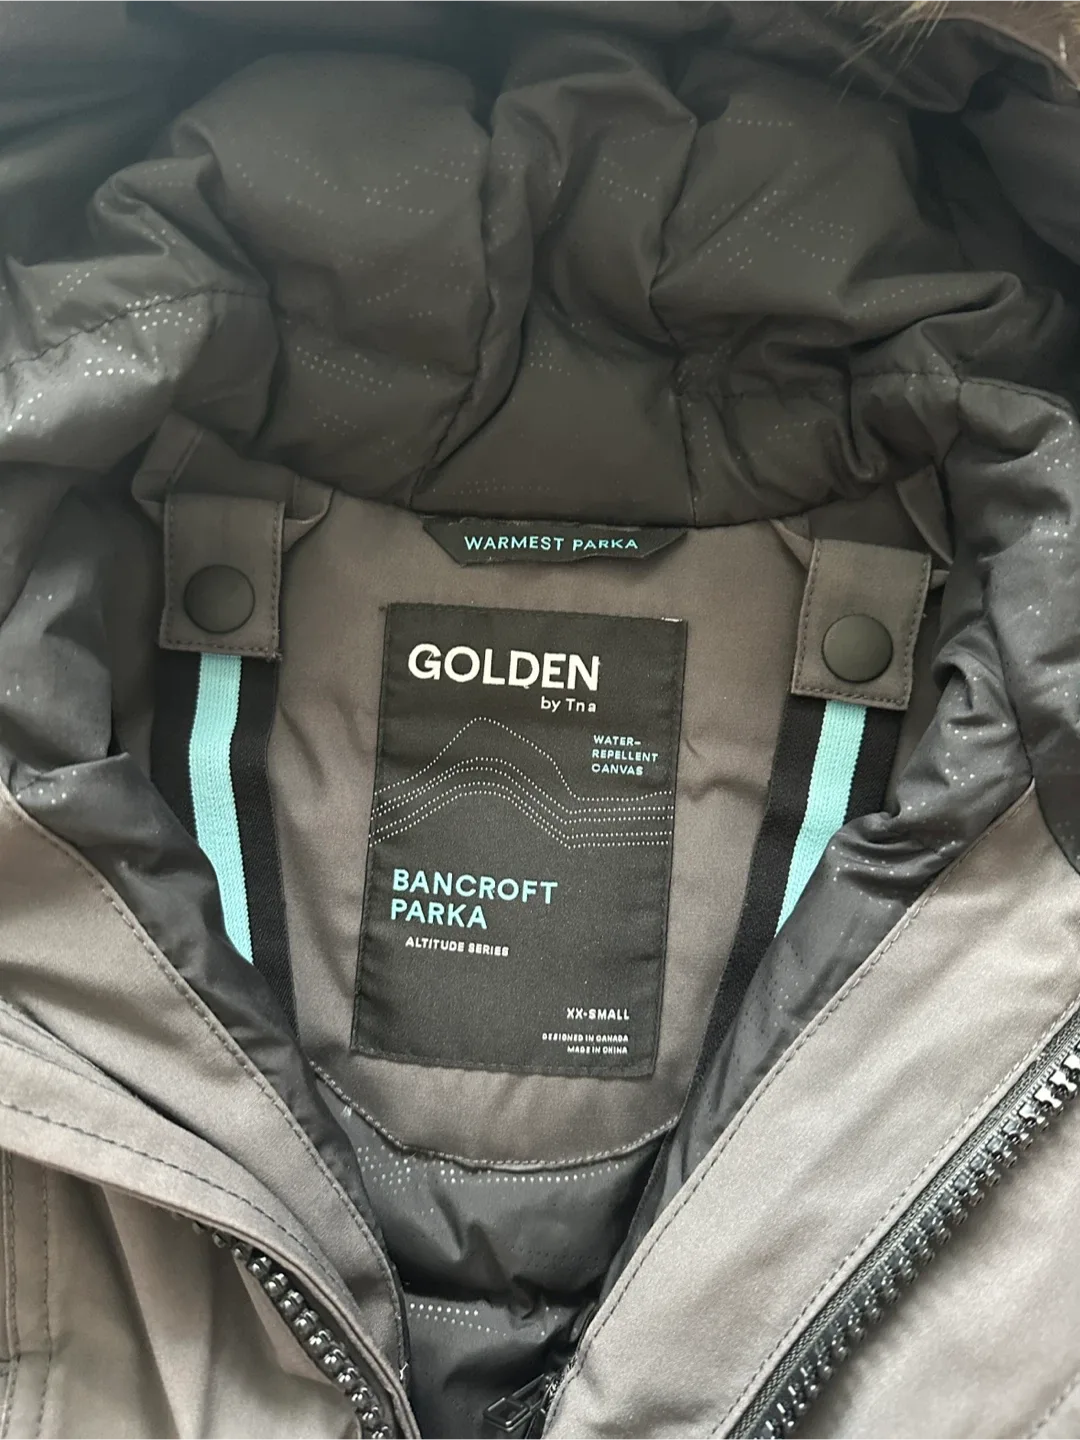 WARMEST PARKA
GOLDEN
by Tna
WATER-
REPELLENT
CANVAS
BANCROFT
PARKA
ALTITUDE SERIES
XX-SMALL
DESIGNED IN CANADA
MADE IN CHINA